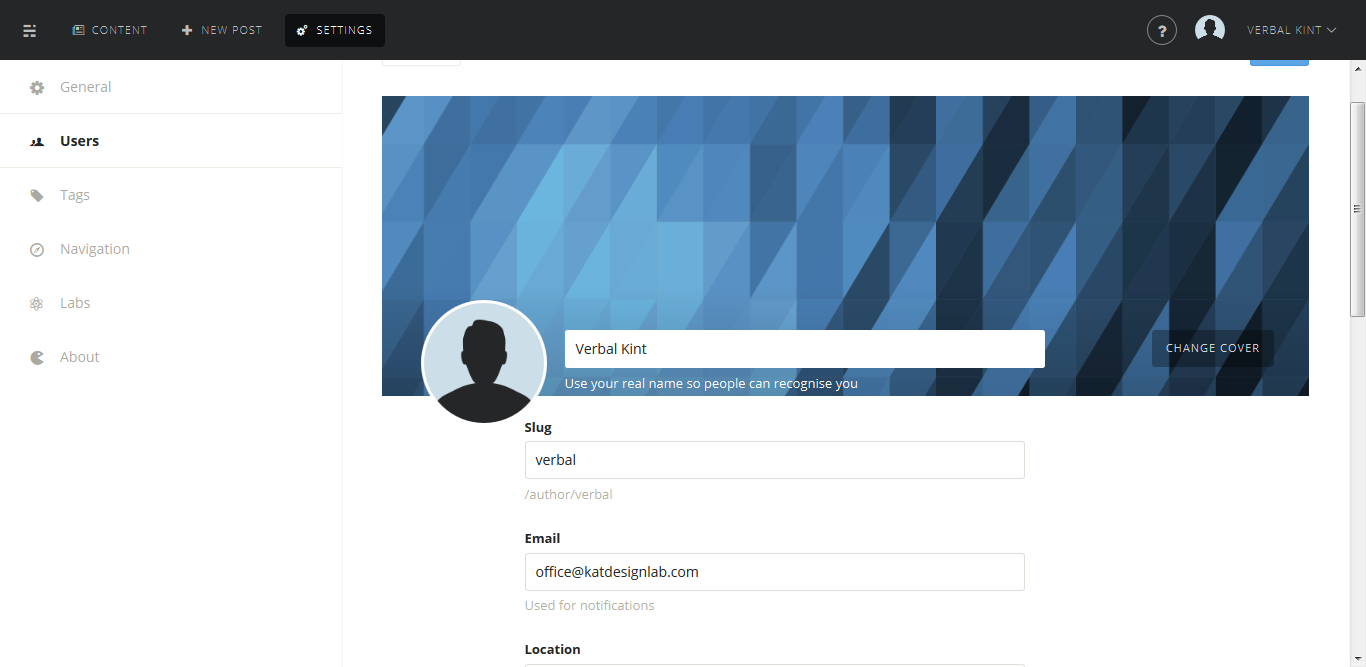 CONTENT
NEW POST
SETTINGS
?
VERBAL KINT
General
Users
Tags
Navigation
Labs
About
Verbal Kint
Use your real name so people can recognise you
CHANGE COVER
Slug
verbal
/author/verbal
Email
office@katdesignlab.com
Used for notifications
Location